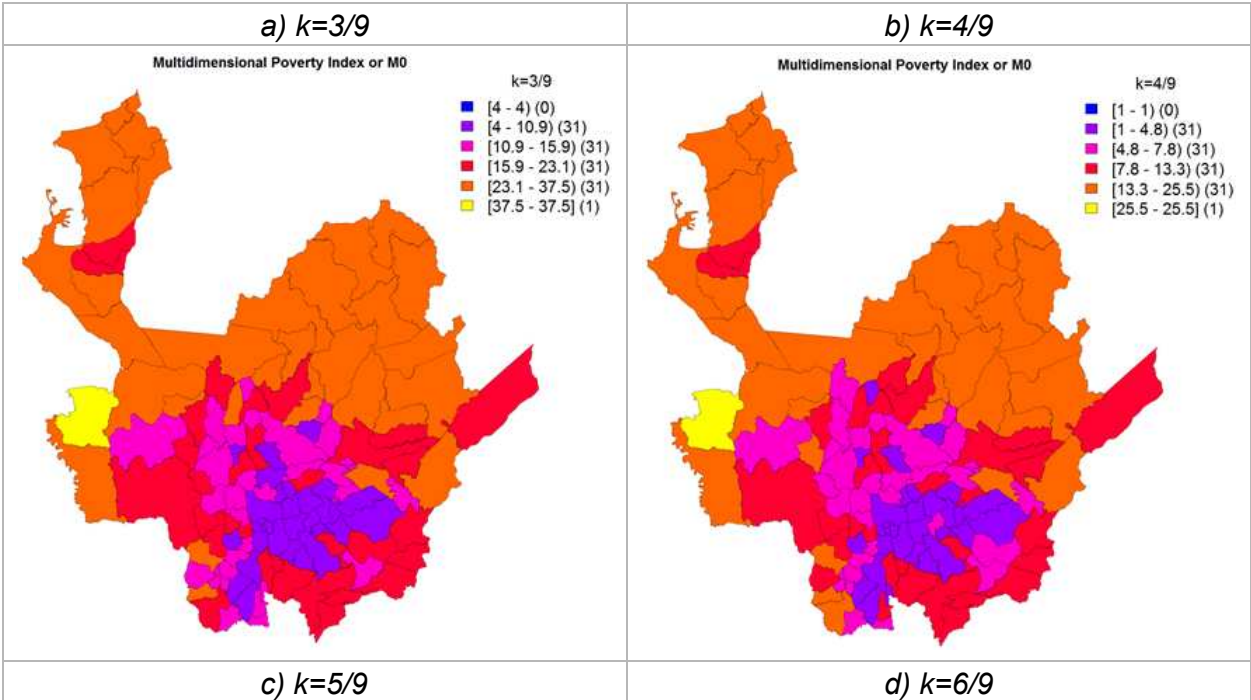 a) k=3/9
b) k=4/9
Multidimensional Poverty Index or M0
k=3/9
[4 - 4) (0)
[4 - 10.9) (31)
[10.9 - 15.9) (31)
[15.9 - 23.1) (31)
[23.1 - 37.5) (31)
[37.5 - 37.5] (1)
Multidimensional Poverty Index or M0
k=4/9
[1 - 1) (0)
[1 - 4.8) (31)
[4.8 - 7.8) (31)
[7.8 - 13.3) (31)
[13.3 - 25.5) (31)
[25.5 - 25.5] (1)
c) k=5/9
d) k=6/9